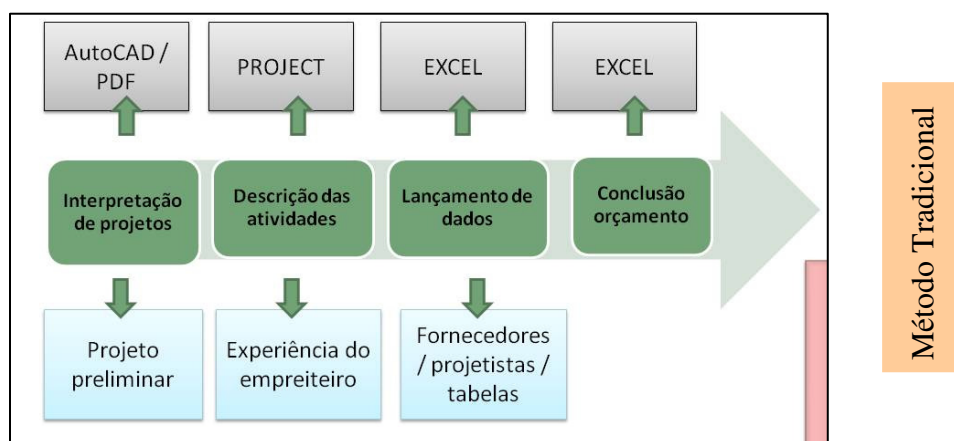 AutoCAD /
PDF
PROJECT
EXCEL
EXCEL
Interpretação
de projetos
Descrição das
atividades
Lançamento de
dados
Conclusão
orçamento
Projeto
preliminar
Experiência do
empreiteiro
Fornecedores
/ projetistas /
tabelas
Método Tradicional